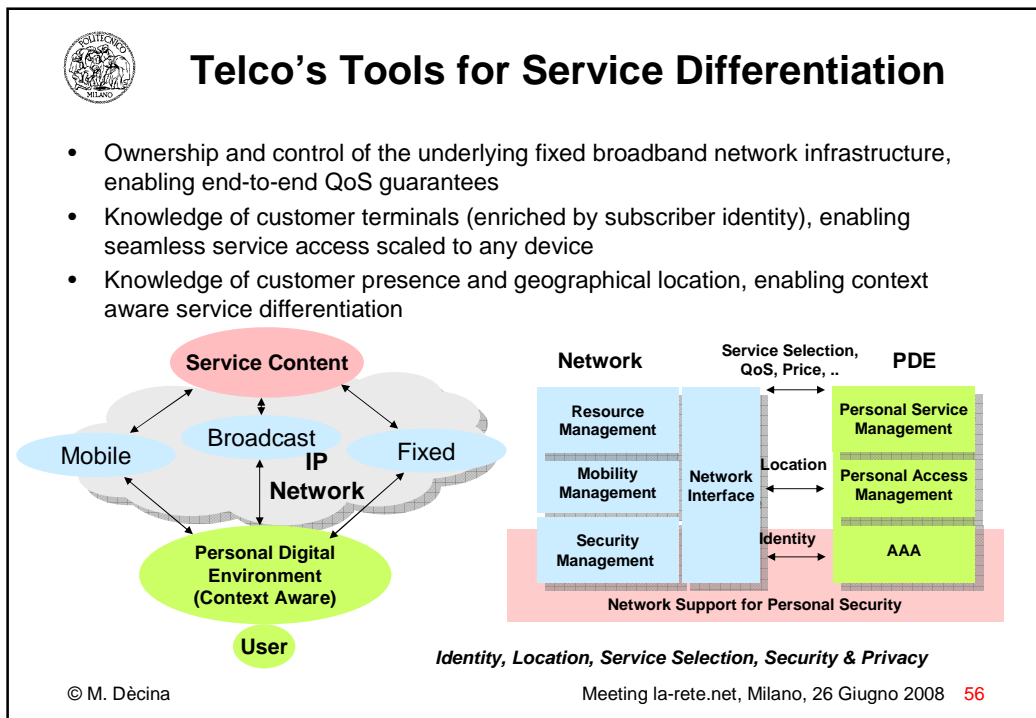 POLITECNICO
MILANO
Telco's Tools for Service Differentiation
• Ownership and control of the underlying fixed broadband network infrastructure,
enabling end-to-end QoS guarantees
• Knowledge of customer terminals (enriched by subscriber identity), enabling
seamless service access scaled to any device
• Knowledge of customer presence and geographical location, enabling context
aware service differentiation
Service Content
Mobile
Broadcast
Fixed
IP
Network
Personal Digital
Environment
(Context Aware)
User
Network
Service Selection,
QoS, Price, ..
PDE
Resource
Management
Mobility
Management
Security
Management
Network
Interface
Location
Identity
Personal Service
Management
Personal Access
Management
AAA
Network Support for Personal Security
Identity, Location, Service Selection, Security & Privacy
© M. Dècina
Meeting la-rete.net, Milano, 26 Giugno 2008 56